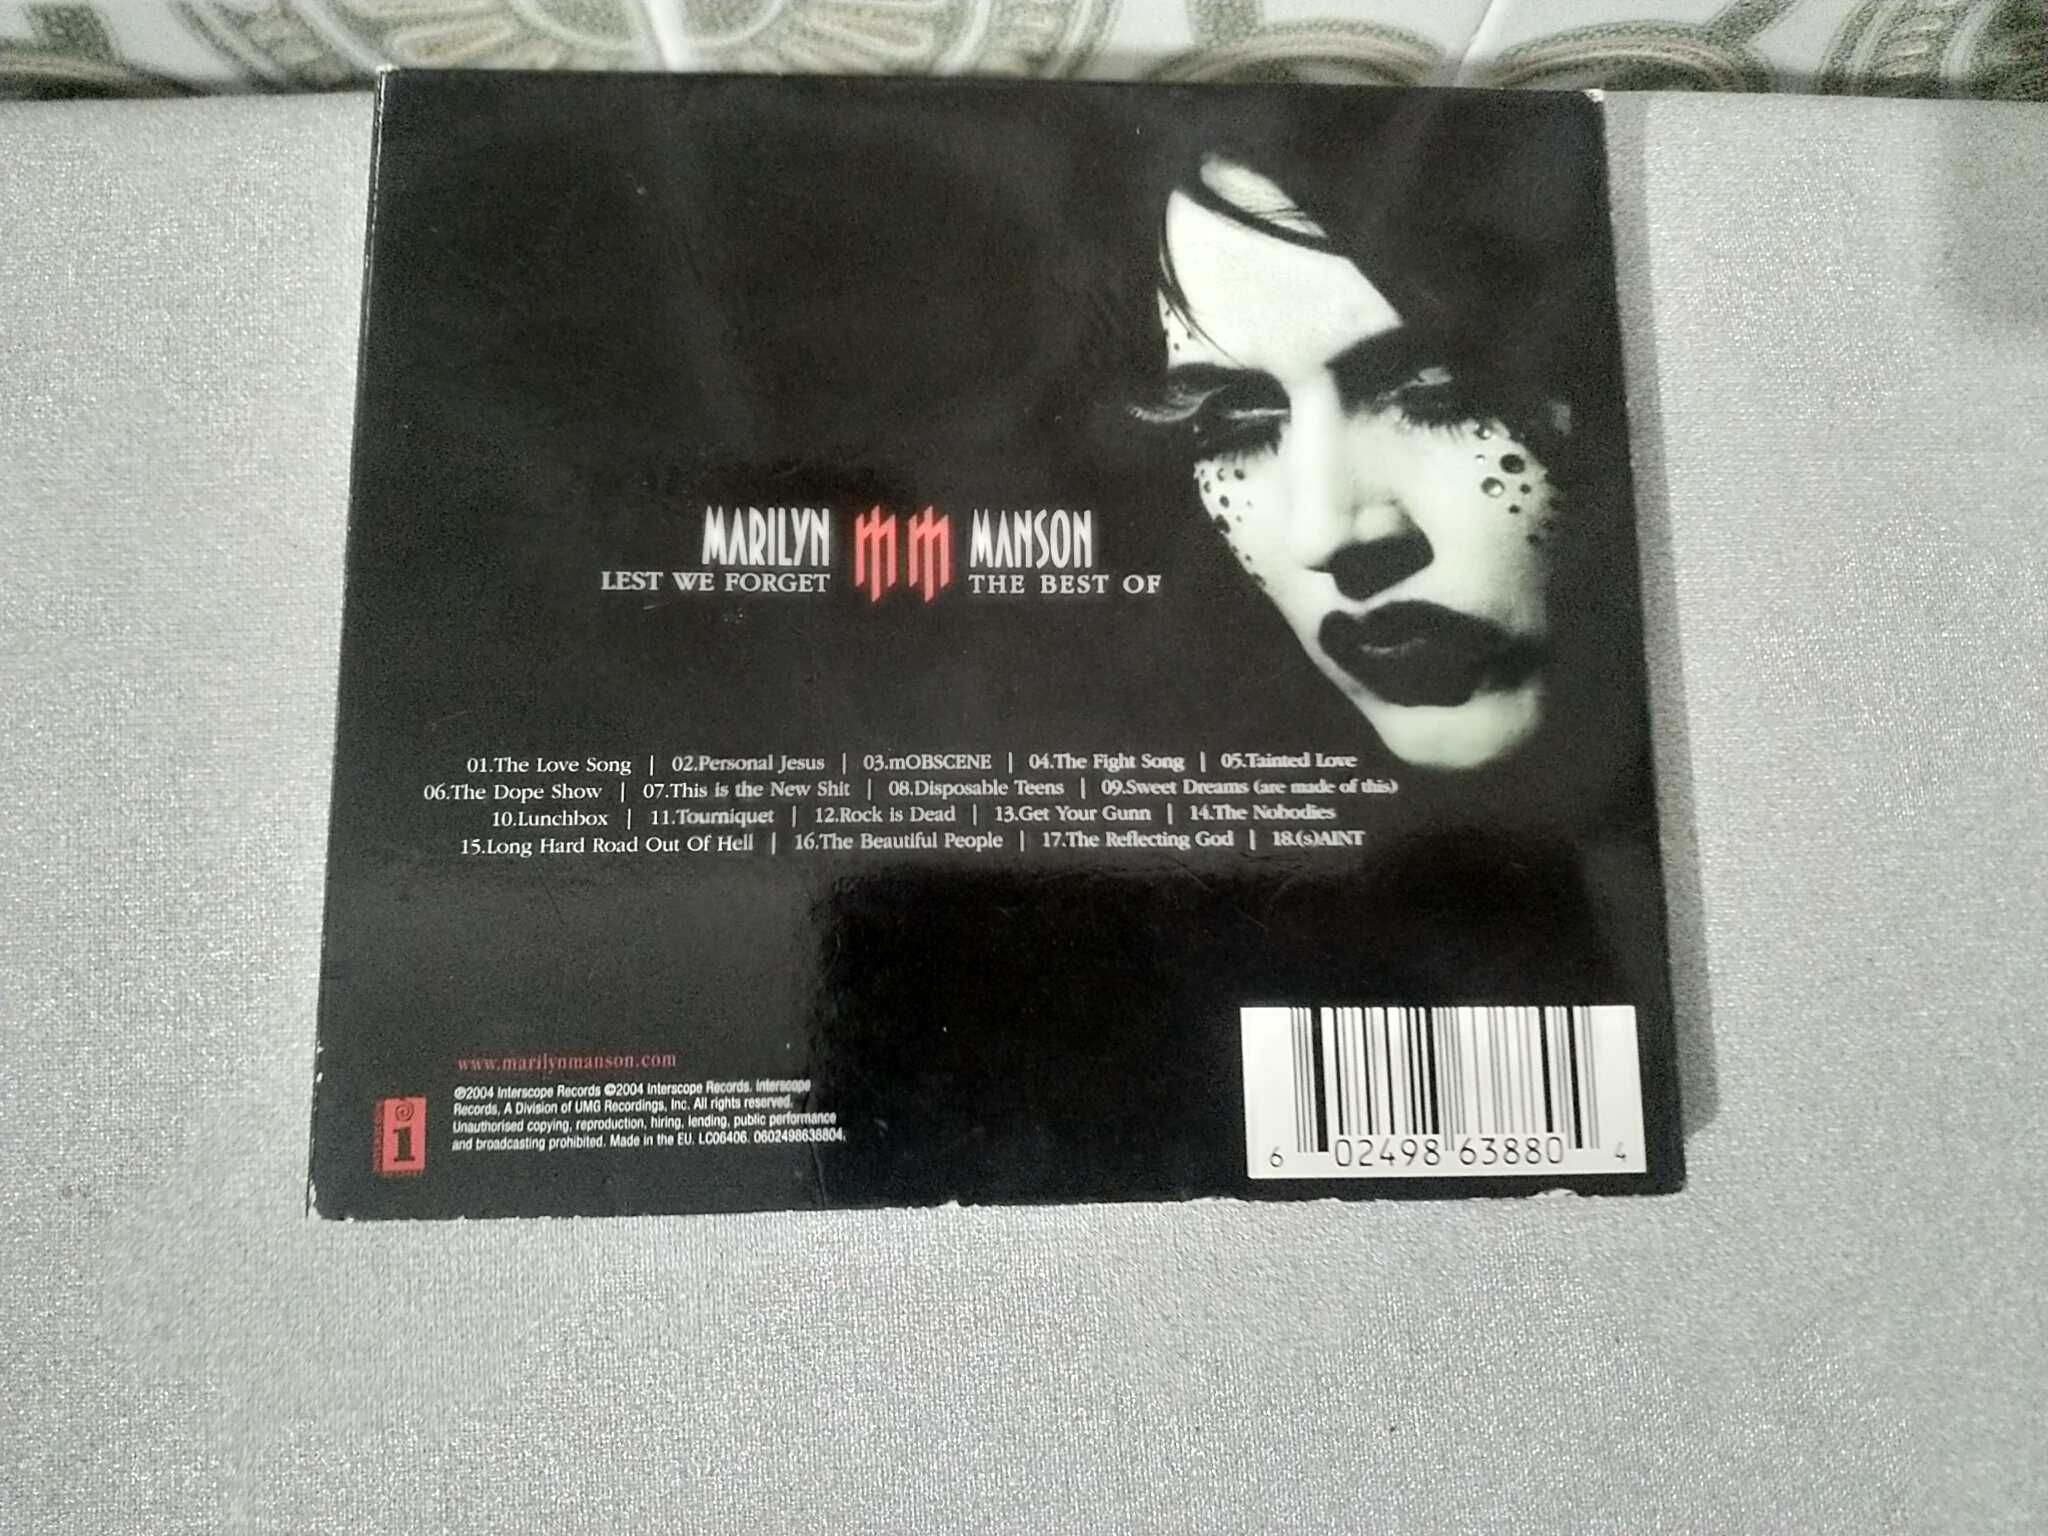 MARILYN MANSON
LEST WE FORGET THE BEST OF
01.The Love Song | 02.Personal Jesus | 03.mOBSCENE | 04.The Fight Song | 05.Tainted Love
06.The Dope Show | 07.This is the New Shit | 08.Disposable Teens | 09.Sweet Dreams (are made of this)
10.Lunchbox | 11.Tourniquet | 12.Rock is Dead | 13.Get Your Gunn | 14.The Nobodies
15.Long Hard Road Out Of Hell | 16.The Beautiful People | 17.The Reflecting God | 18.(s)AINT
www.marilynmanson.com
℗2004 Interscope Records ©2004 Interscope Records. Interscope
Records, A Division of UMG Recordings, Inc. All rights reserved.
Unauthorised copying, reproduction, hiring, lending, public performance
and broadcasting prohibited. Made in the EU. LC06406. 0602498638804.
i
6 02498 63880 4